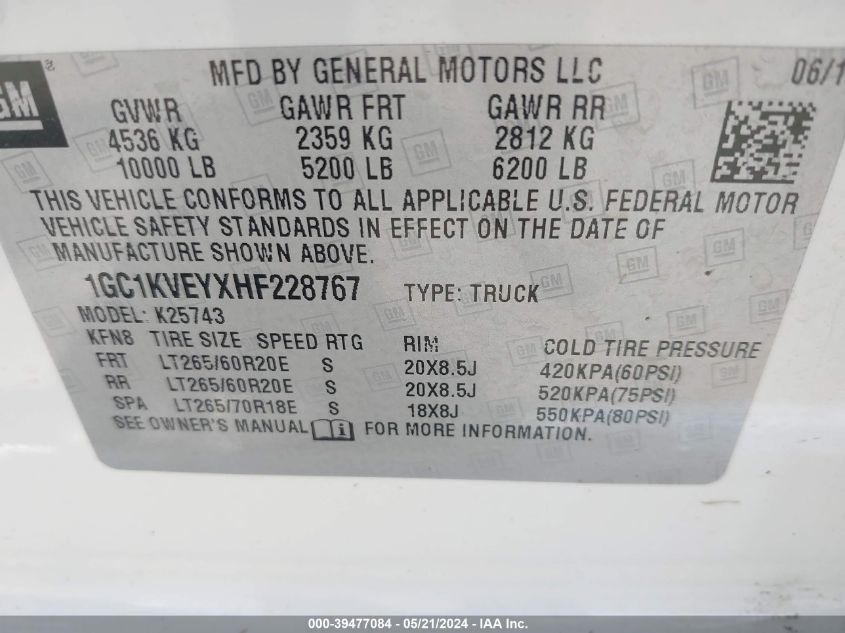 GM
MFD BY GENERAL MOTORS LLC 06/1
GVWR GAWR FRT GAWR RR
4536 KG 2359 KG 2812 KG
10000 LB 5200 LB 6200 LB
THIS VEHICLE CONFORMS TO ALL APPLICABLE U.S. FEDERAL MOTOR
VEHICLE SAFETY STANDARDS IN EFFECT ON THE DATE OF
MANUFACTURE SHOWN ABOVE.
1GC1KVEYXHF228767 TYPE: TRUCK
MODEL: K25743
KFN8 TIRE SIZE SPEED RTG RIM COLD TIRE PRESSURE
FRT LT265/60R20E S 20X8.5J 420KPA(60PSI)
RR LT265/60R20E S 20X8.5J 520KPA(75PSI)
SPA LT265/70R18E S 18X8J 550KPA(80PSI)
SEE OWNER'S MANUAL FOR MORE INFORMATION.
000-39477084 - 05/21/2024 - IAA Inc.